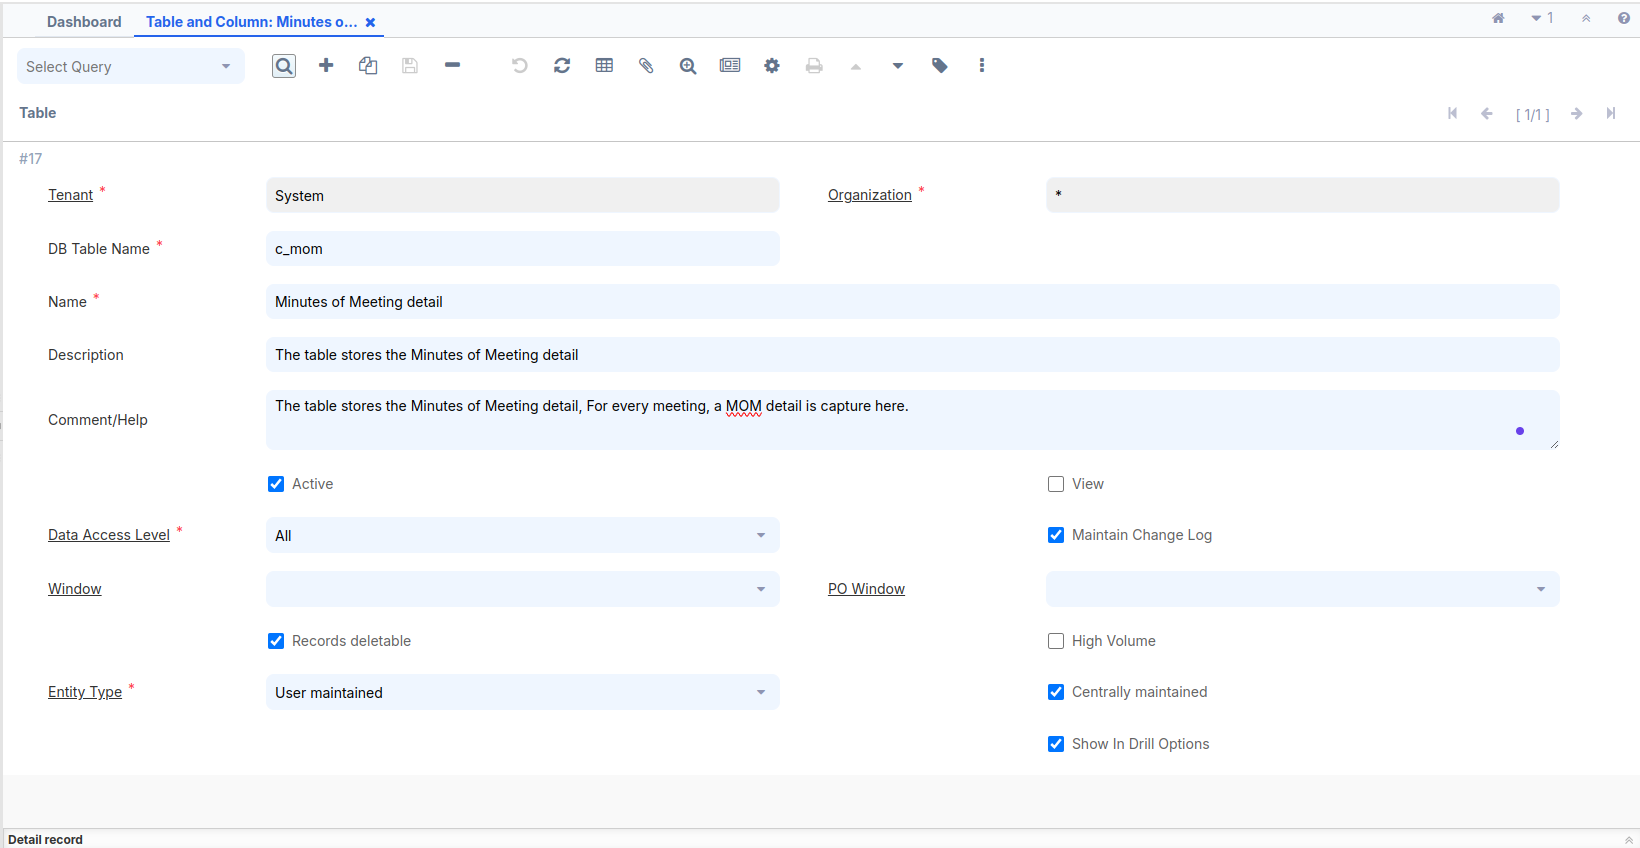 Dashboard
Table and Column: Minutes o...
1
Select Query
Table
[ 1/1 ]
#17
Tenant *
System
Organization *
*
DB Table Name *
c_mom
Name *
Minutes of Meeting detail
Description
The table stores the Minutes of Meeting detail
Comment/Help
The table stores the Minutes of Meeting detail, For every meeting, a MOM detail is capture here.
Active
View
Data Access Level *
All
Maintain Change Log
Window
PO Window
Records deletable
High Volume
Entity Type *
User maintained
Centrally maintained
Show In Drill Options
Detail record